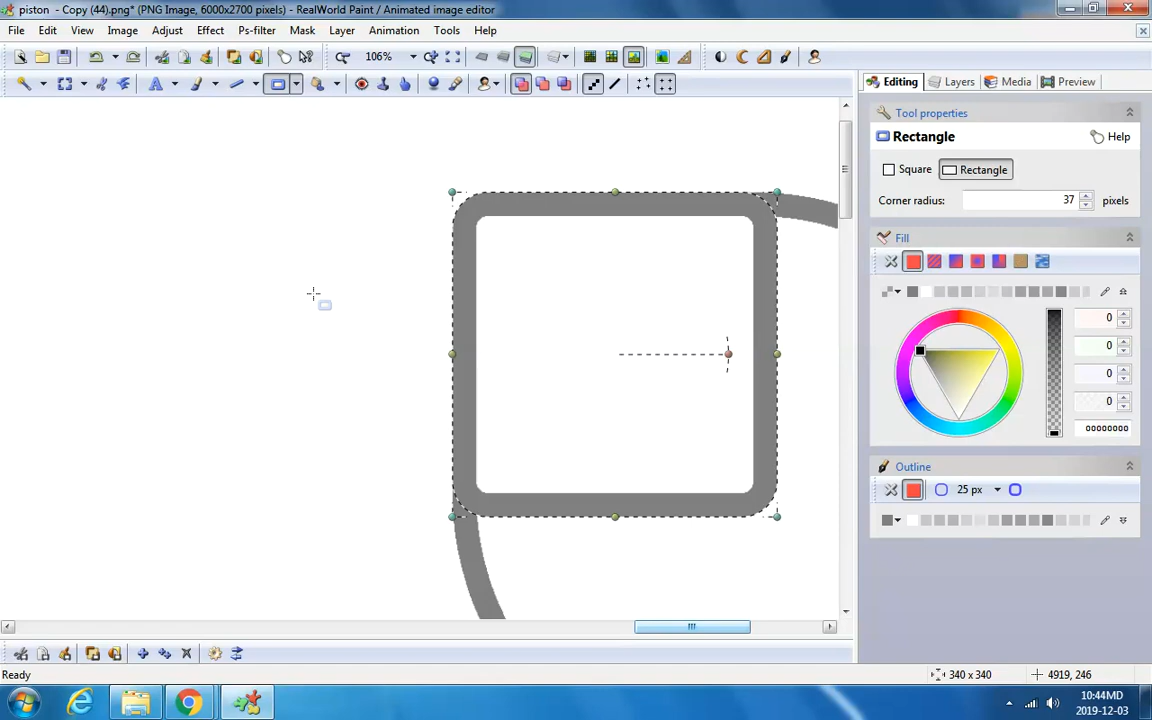 piston - Copy (44).png* (PNG Image, 6000x2700 pixels) - RealWorld Paint / Animated image editor
File Edit View Image Adjust Effect Ps-filter Mask Layer Animation Tools Help
106%
Editing Layers Media Preview
Tool properties
Rectangle Help
Square Rectangle
Corner radius: 37 pixels
Fill
0
0
0
0
00000000
Outline
25 px
Ready 340 x 340 4919, 246
10:44MD
2019-12-03